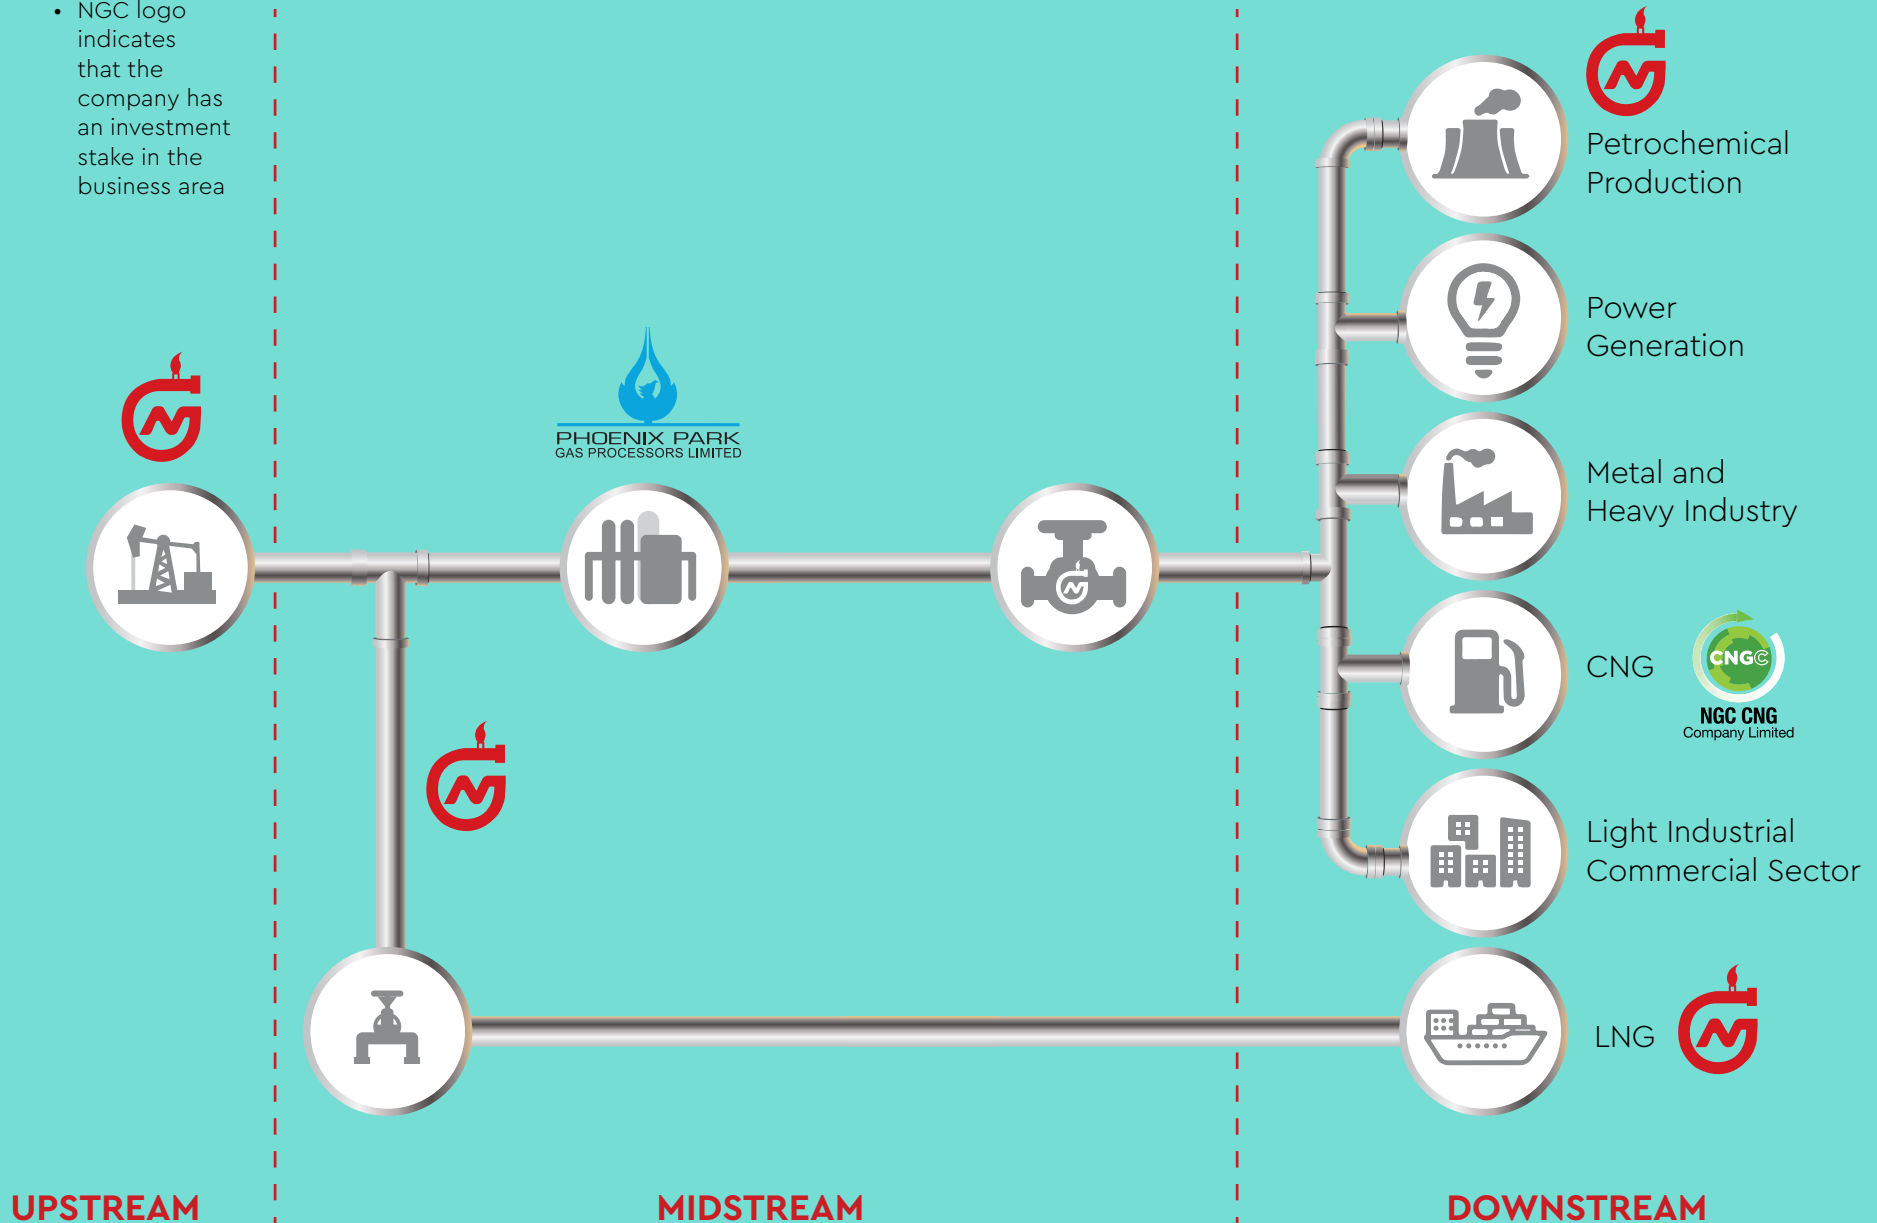 • NGC logo
indicates
that the
company has
an investment
stake in the
business area
PHOENIX PARK
GAS PROCESSORS LIMITED
Petrochemical
Production
Power
Generation
Metal and
Heavy Industry
CNG
CNGC
NGC CNG
Company Limited
Light Industrial
Commercial Sector
LNG
UPSTREAM
MIDSTREAM
DOWNSTREAM